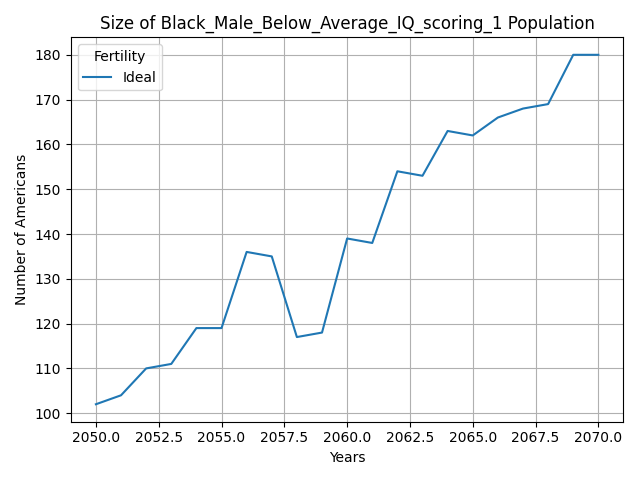 Size of Black_Male_Below_Average_IQ_scoring_1 Population
Fertility
Ideal
180
170
160
150
140
130
120
110
100
Number of Americans
2050.0 2052.5 2055.0 2057.5 2060.0 2062.5 2065.0 2067.5 2070.0
Years